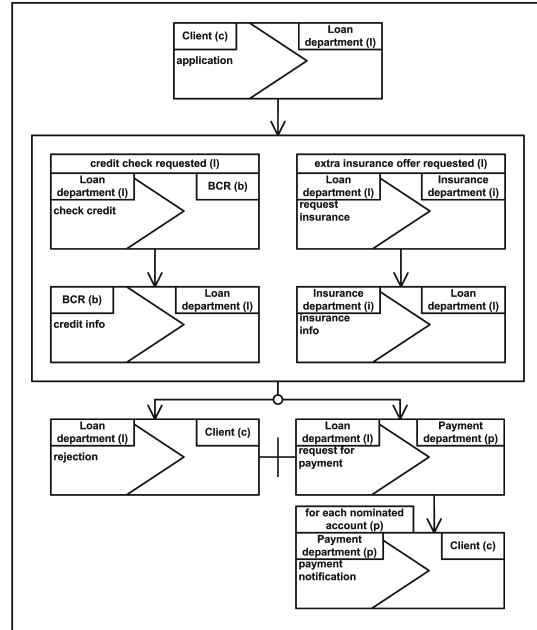 Client (c)
Loan
department (l)
application
credit check requested (l)
Loan
department (l)
BCR (b)
check credit
extra insurance offer requested (l)
Loan
department (l)
Insurance
department (i)
request
insurance
BCR (b)
Loan
department (l)
credit info
Insurance
department (i)
Loan
department (l)
insurance
info
Loan
department (l)
Client (c)
rejection
Loan
department (l)
Payment
department (p)
request for
payment
for each nominated
account (p)
Payment
department (p)
Client (c)
payment
notification